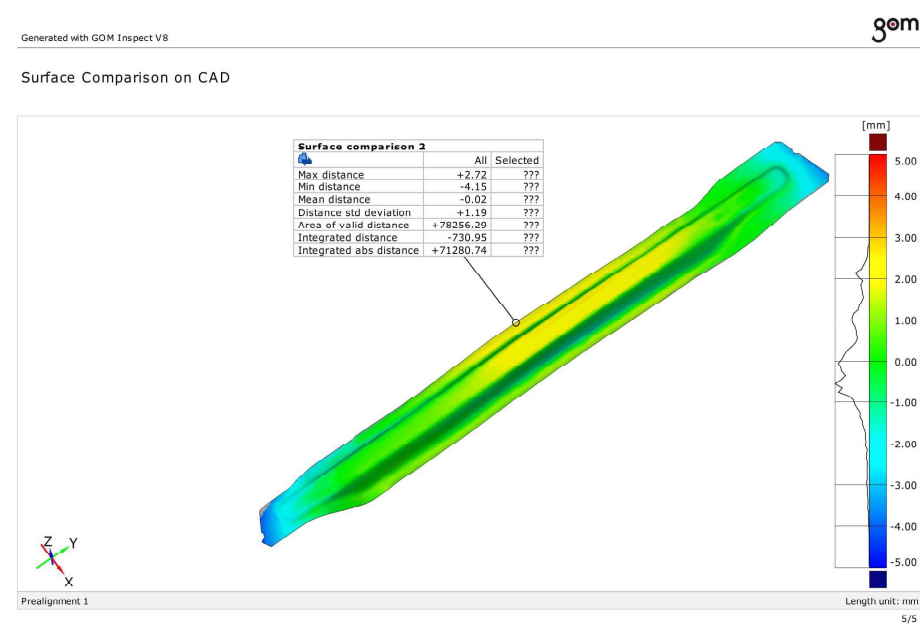 gom
Generated with GOM Inspect V8
Surface Comparison on CAD
[mm]
Surface comparison 2
All Selected
Max distance +2.72 ???
Min distance -4.15 ???
Mean distance -0.02 ???
Distance std deviation +1.19 ???
Area of valid distance +78256.29 ???
Integrated distance -730.95 ???
Integrated abs distance +71280.74 ???
5.00
4.00
3.00
2.00
1.00
0.00
-1.00
-2.00
-3.00
-4.00
-5.00
Z Y
X
Prealignment 1 Length unit: mm
5/5